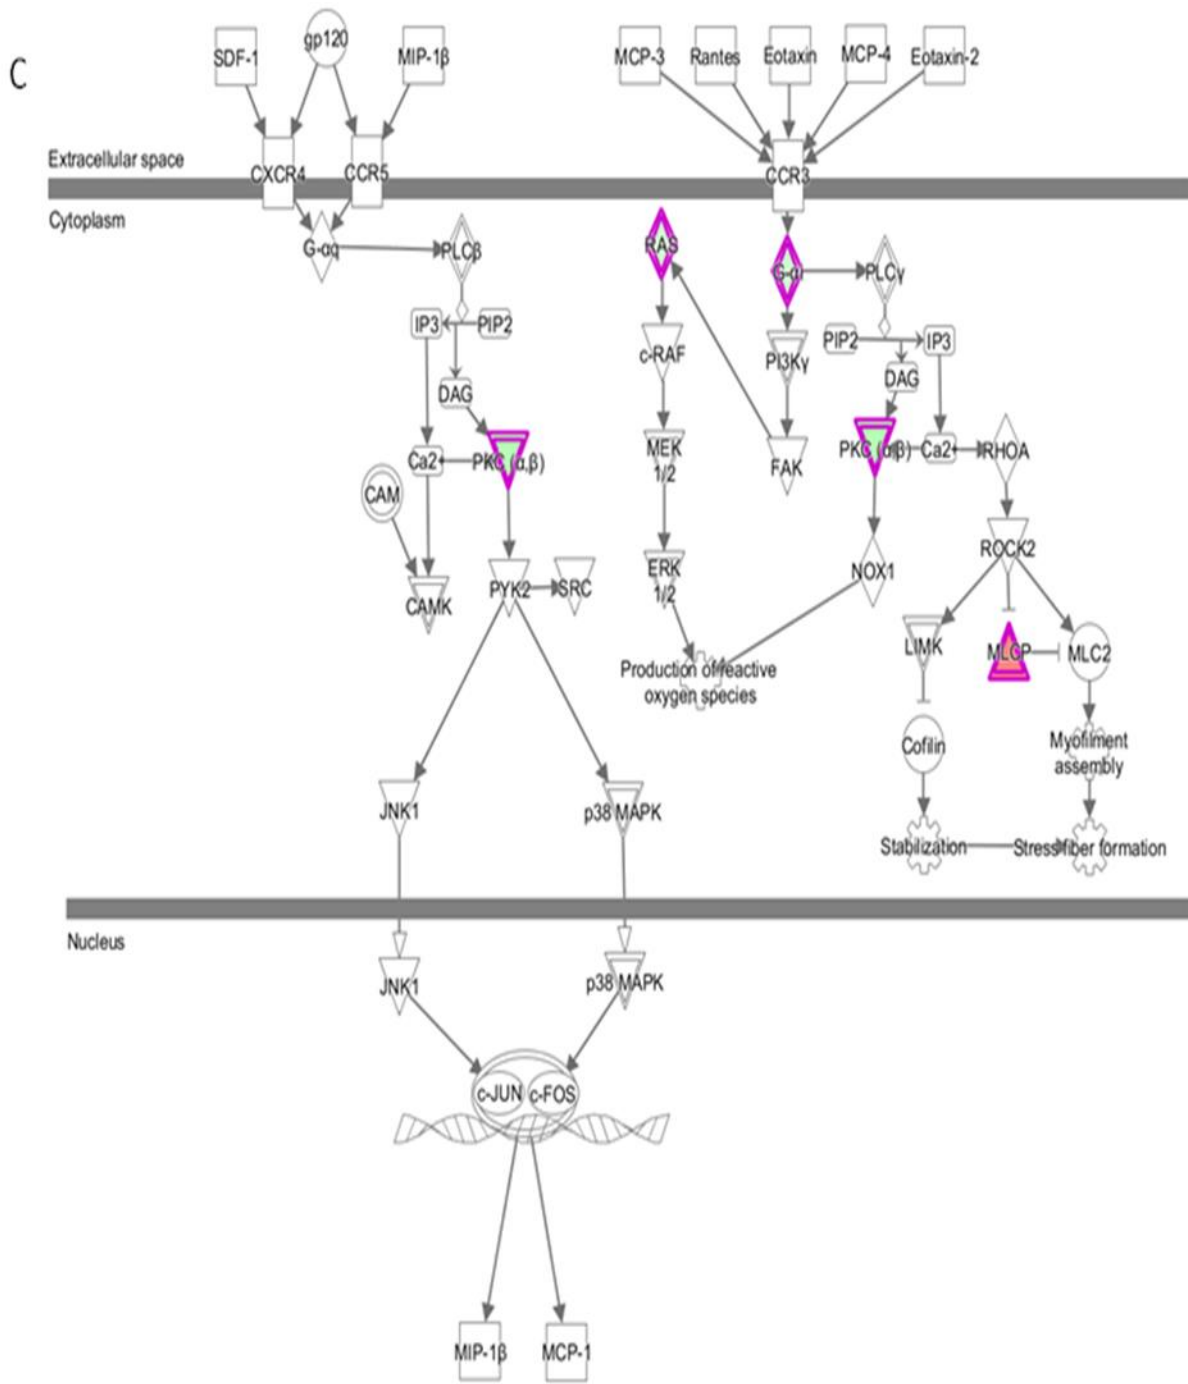 C
SDF-1
gp120
MIP-1β
MCP-3
Rantes
Eotaxin
MCP-4
Eotaxin-2
Extracellular space
CXCR4
CCR5
CCR3
Cytoplasm
G-αq
PLCβ
RAS
G-αi
PLCγ
IP3
PIP2
c-RAF
PI3Kγ
PIP2
IP3
DAG
DAG
Ca2+
PKC (α,β)
MEK
1/2
FAK
PKC (α,β)
Ca2+
RHOA
CAM
CAMK
PYK2
SRC
ERK
1/2
NOX1
ROCK2
LIMK
MLCP
MLC2
Production of reactive
oxygen species
Cofilin
Myofilment
assembly
JNK1
p38 MAPK
Stabilization
Stress fiber formation
Nucleus
JNK1
p38 MAPK
c-JUN
c-FOS
MIP-1β
MCP-1